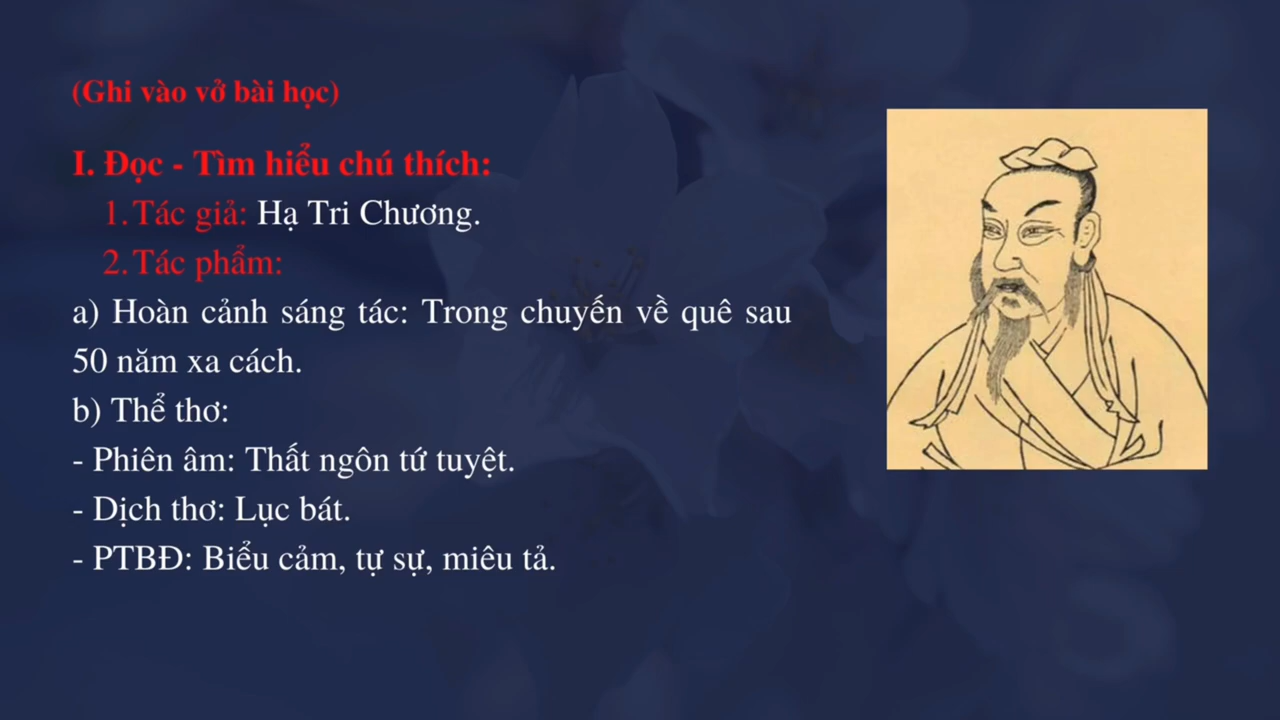 (Ghi vào vở bài học)
I. Đọc - Tìm hiểu chú thích:
1. Tác giả: Hạ Tri Chương.
2. Tác phẩm:
a) Hoàn cảnh sáng tác: Trong chuyến về quê sau
50 năm xa cách.
b) Thể thơ:
- Phiên âm: Thất ngôn tứ tuyệt.
- Dịch thơ: Lục bát.
- PTBĐ: Biểu cảm, tự sự, miêu tả.